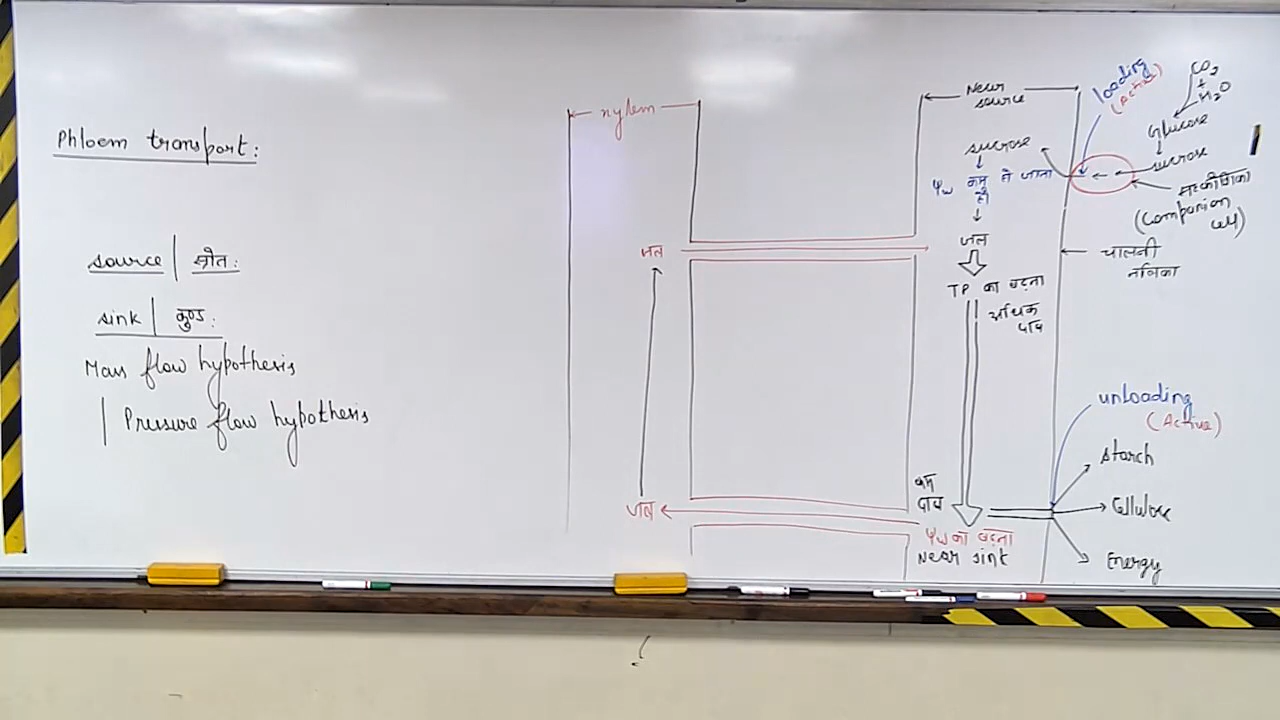 Phloem transport:
source | स्रोत:
sink | कुण्ड:
Mass flow hypothesis
| Pressure flow hypothesis
xylem
जल
जल
Near
source
sucrose
Ψw कम हो जाना
है
जल
TP का बढ़ना
अधिक
दाब
कम
दाब
Ψw का बढ़ना
Near sink
loading
(Active)
CO2
+
H2O
Glucose
sucrose
सहकोशिका
(Companion
cell)
चालनी
नलिका
unloading
(Active)
Starch
Cellulose
Energy